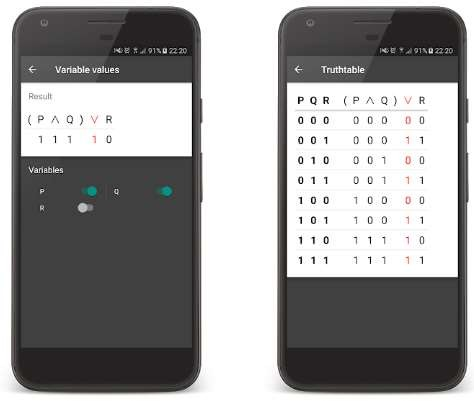 91% 22:20
← Variable values
Result
( P ∧ Q ) ∨ R
1 1 1 1 0
Variables
P Q
R
91% 22:20
← Truthtable
P Q R ( P ∧ Q ) ∨ R
0 0 0 0 0 0 0 0
0 0 1 0 0 0 1 1
0 1 0 0 0 1 0 0
0 1 1 0 0 1 1 1
1 0 0 1 0 0 0 0
1 0 1 1 0 0 1 1
1 1 0 1 1 1 1 0
1 1 1 1 1 1 1 1